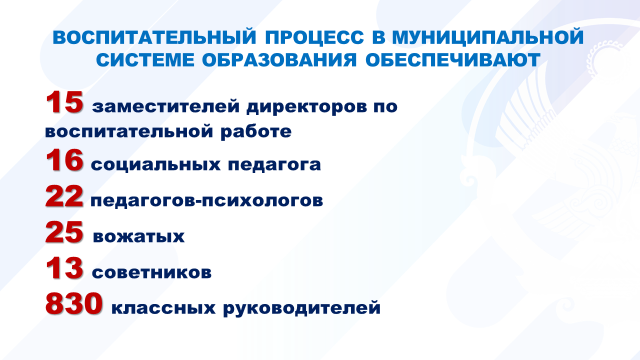 ВОСПИТАТЕЛЬНЫЙ ПРОЦЕСС В МУНИЦИПАЛЬНОЙ
СИСТЕМЕ ОБРАЗОВАНИЯ ОБЕСПЕЧИВАЮТ
15 заместителей директоров по
воспитательной работе
16 социальных педагога
22 педагогов-психологов
25 вожатых
13 советников
830 классных руководителей